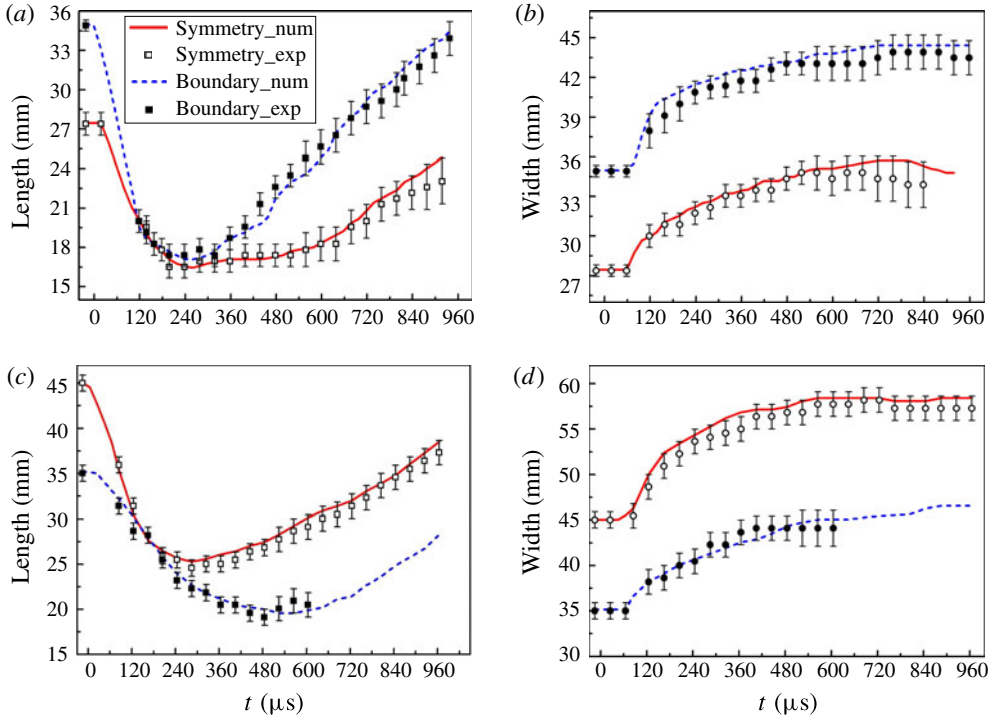 (a)
36
33
30
27
24
21
18
15
Length (mm)
0 120 240 360 480 600 720 840 960
Symmetry_num
Symmetry_exp
Boundary_num
Boundary_exp
(b)
45
42
39
36
33
30
27
Width (mm)
0 120 240 360 480 600 720 840 960
(c)
45
40
35
30
25
20
15
Length (mm)
0 120 240 360 480 600 720 840 960
t (μs)
(d)
60
55
50
45
40
35
30
Width (mm)
0 120 240 360 480 600 720 840 960
t (μs)